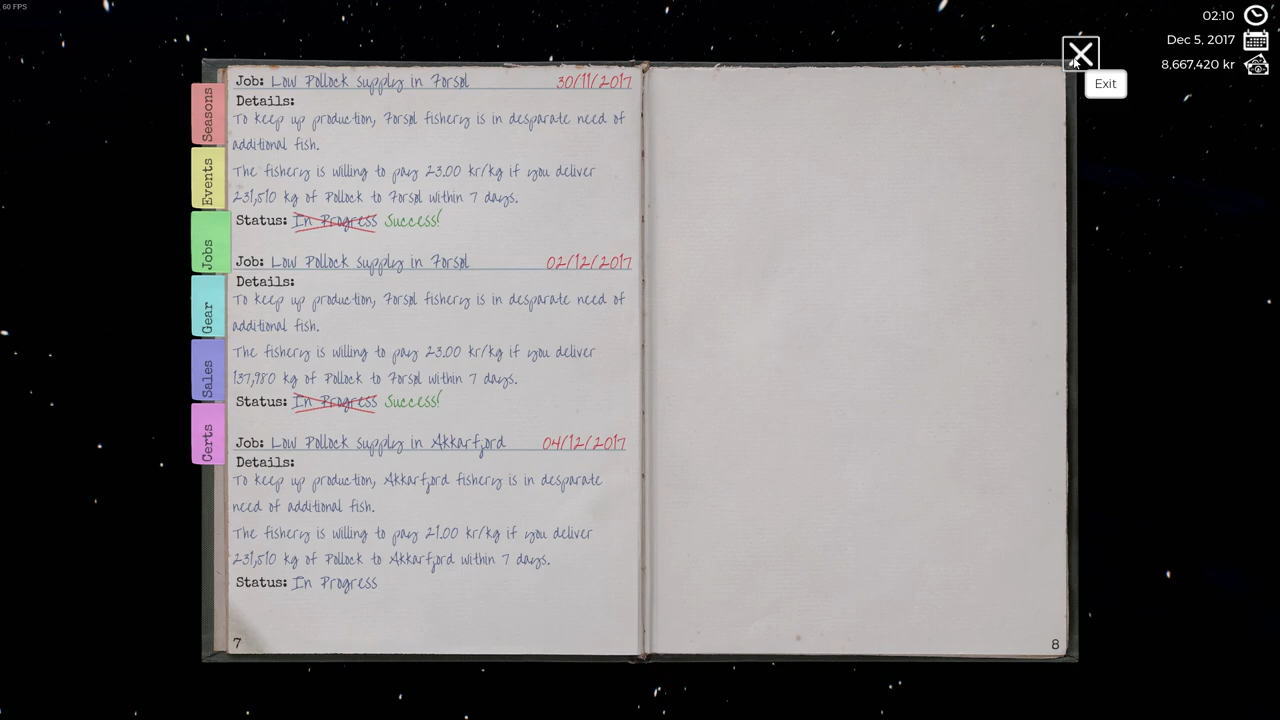 60 FPS
02:10
Dec 5, 2017
8,667,420 kr
Exit
Seasons
Events
Jobs
Gear
Sales
Certs
Job: Low Pollock supply in Forsøl 30/11/2017
Details:
To keep up production, Forsøl fishery is in desparate need of
additional fish.
The fishery is willing to pay 23.00 kr/kg if you deliver
231,510 kg of Pollock to Forsøl within 7 days.
Status: In Progress Success!
Job: Low Pollock supply in Forsøl 02/12/2017
Details:
To keep up production, Forsøl fishery is in desparate need of
additional fish.
The fishery is willing to pay 23.00 kr/kg if you deliver
137,980 kg of Pollock to Forsøl within 7 days.
Status: In Progress Success!
Job: Low Pollock supply in Akkarfjord 04/12/2017
Details:
To keep up production, Akkarfjord fishery is in desparate
need of additional fish.
The fishery is willing to pay 21.00 kr/kg if you deliver
231,510 kg of Pollock to Akkarfjord within 7 days.
Status: In Progress
7
8